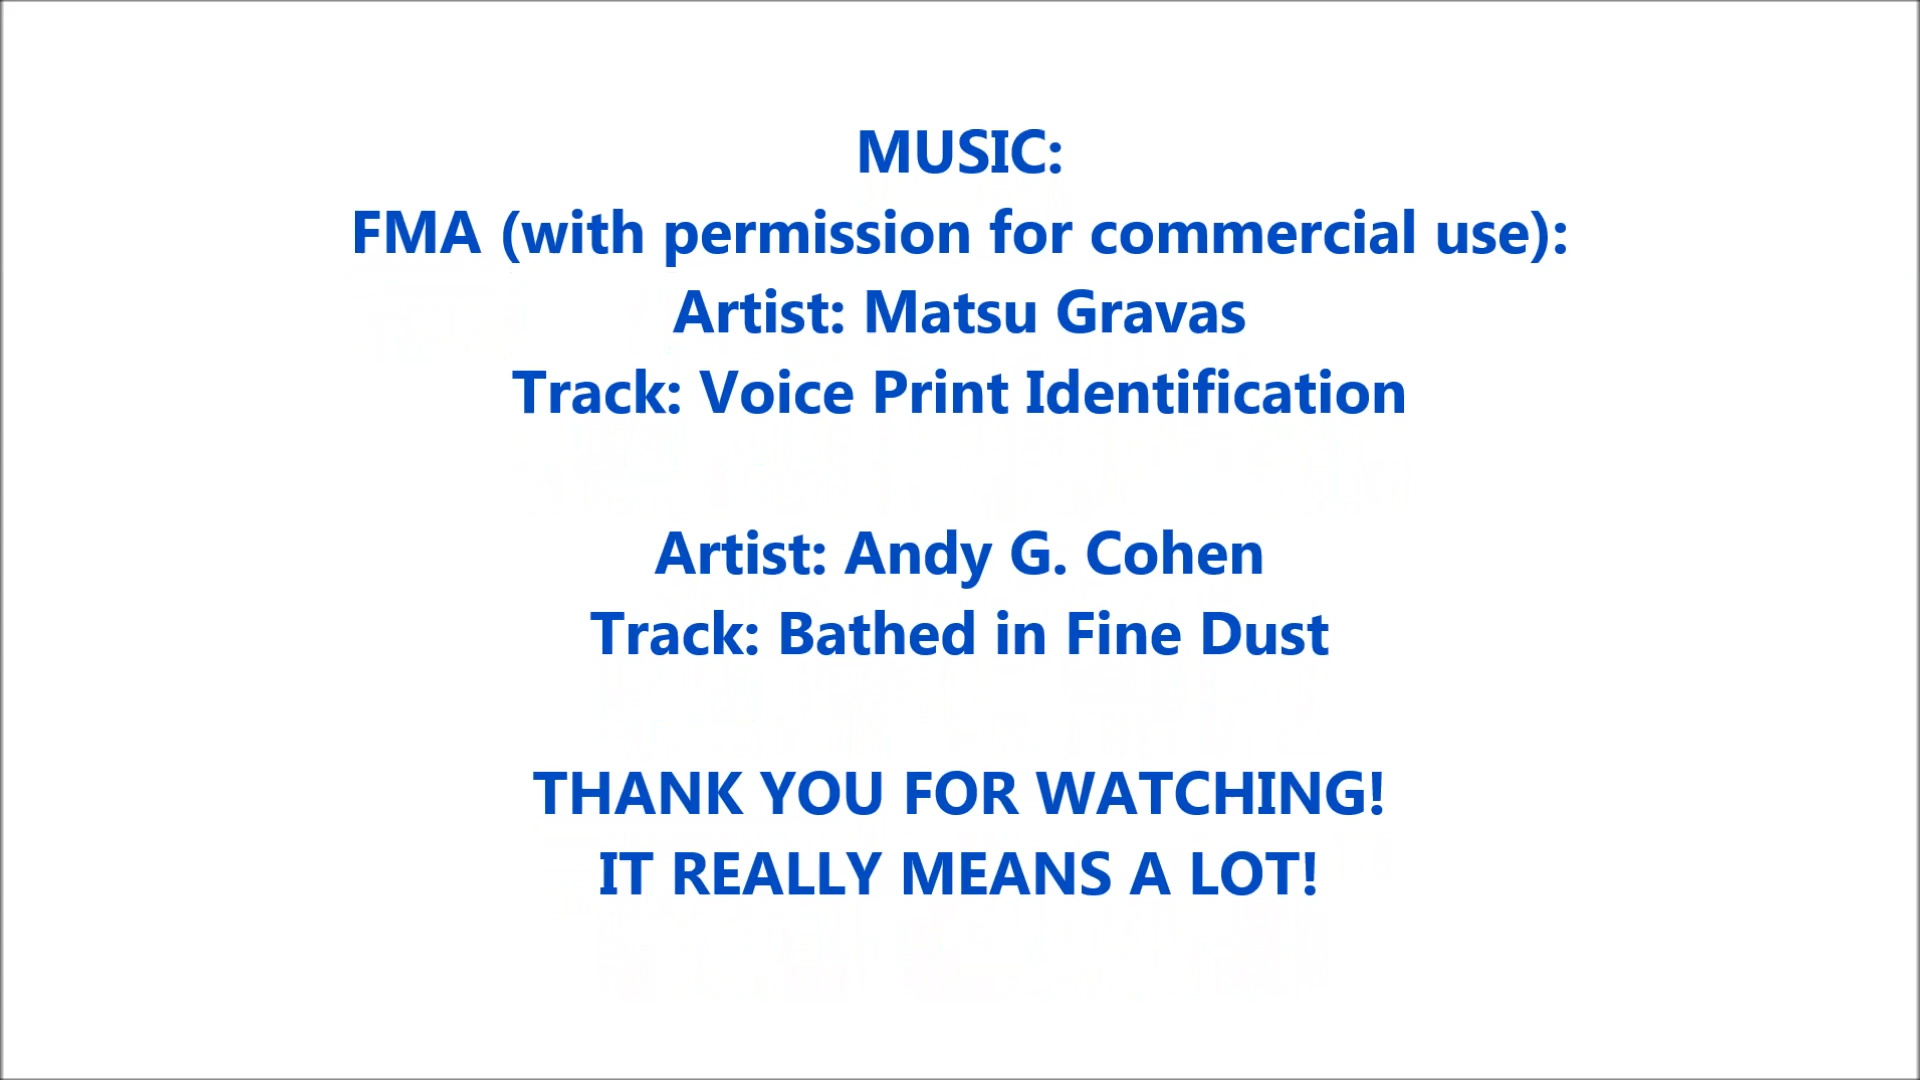 MUSIC:
FMA (with permission for commercial use):
Artist: Matsu Gravas
Track: Voice Print Identification
Artist: Andy G. Cohen
Track: Bathed in Fine Dust
THANK YOU FOR WATCHING!
IT REALLY MEANS A LOT!